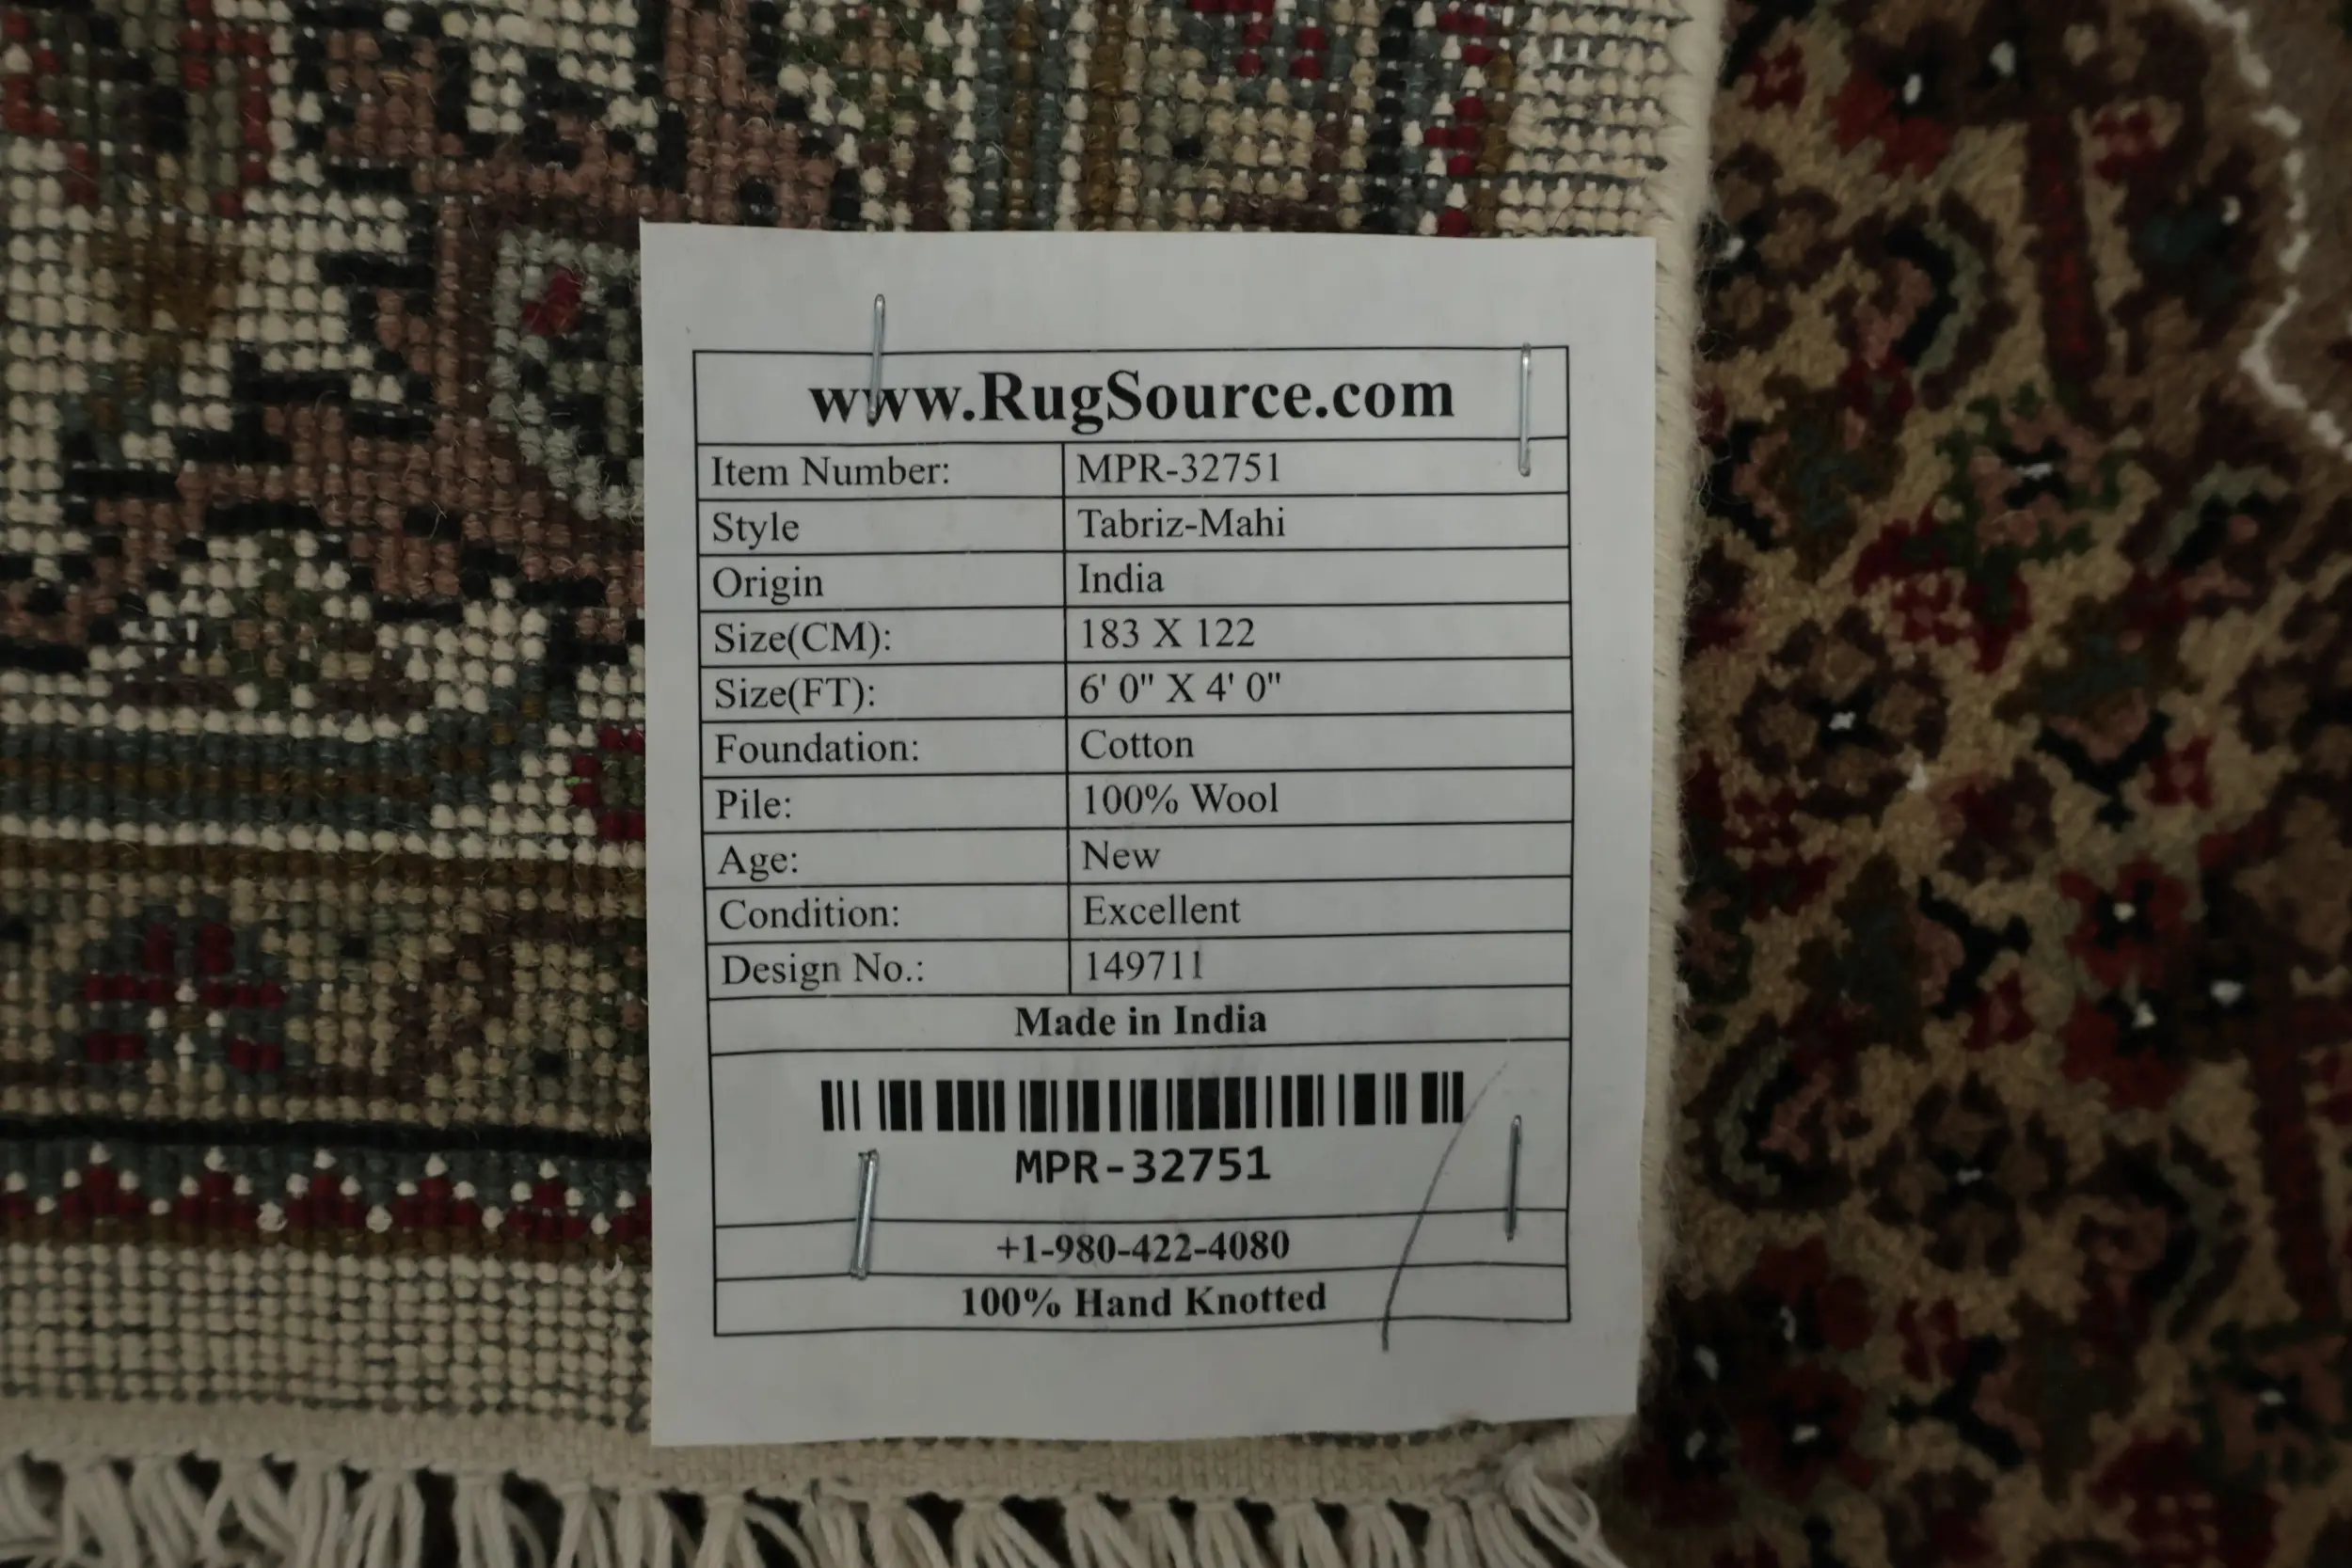 www.RugSource.com
Item Number: MPR-32751
Style Tabriz-Mahi
Origin India
Size(CM): 183 X 122
Size(FT): 6' 0" X 4' 0"
Foundation: Cotton
Pile: 100% Wool
Age: New
Condition: Excellent
Design No.: 149711
Made in India
MPR-32751
+1-980-422-4080
100% Hand Knotted